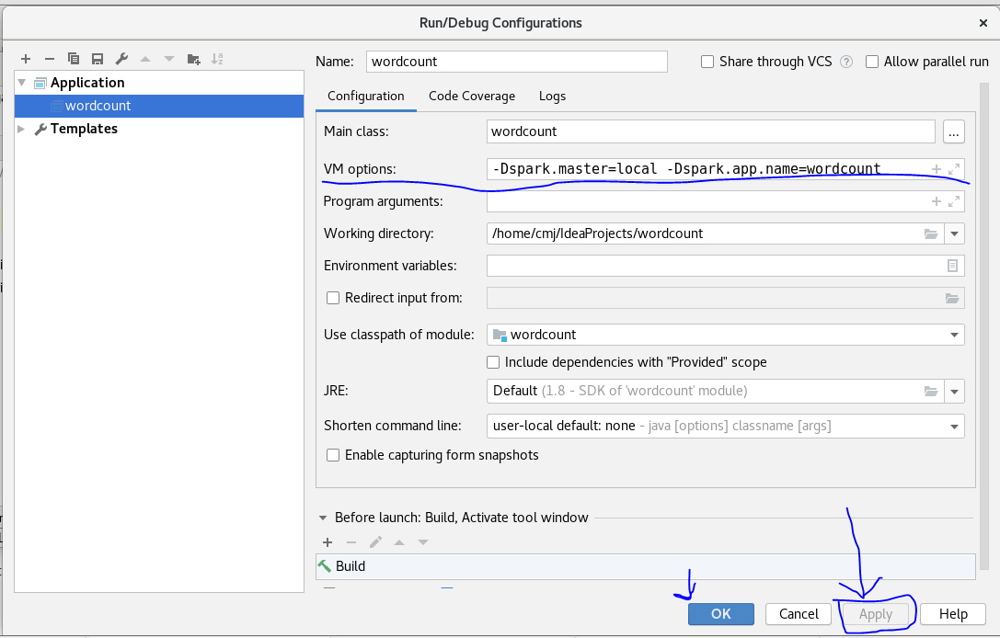 Run/Debug Configurations
Name: wordcount Share through VCS ? Allow parallel run
Application
wordcount
Templates
Configuration Code Coverage Logs
Main class: wordcount ...
VM options: -Dspark.master=local -Dspark.app.name=wordcount
Program arguments:
Working directory: /home/cmj/IdeaProjects/wordcount
Environment variables:
Redirect input from:
Use classpath of module: wordcount
Include dependencies with "Provided" scope
JRE: Default (1.8 - SDK of 'wordcount' module)
Shorten command line: user-local default: none - java [options] classname [args]
Enable capturing form snapshots
Before launch: Build, Activate tool window
Build
OK Cancel Apply Help